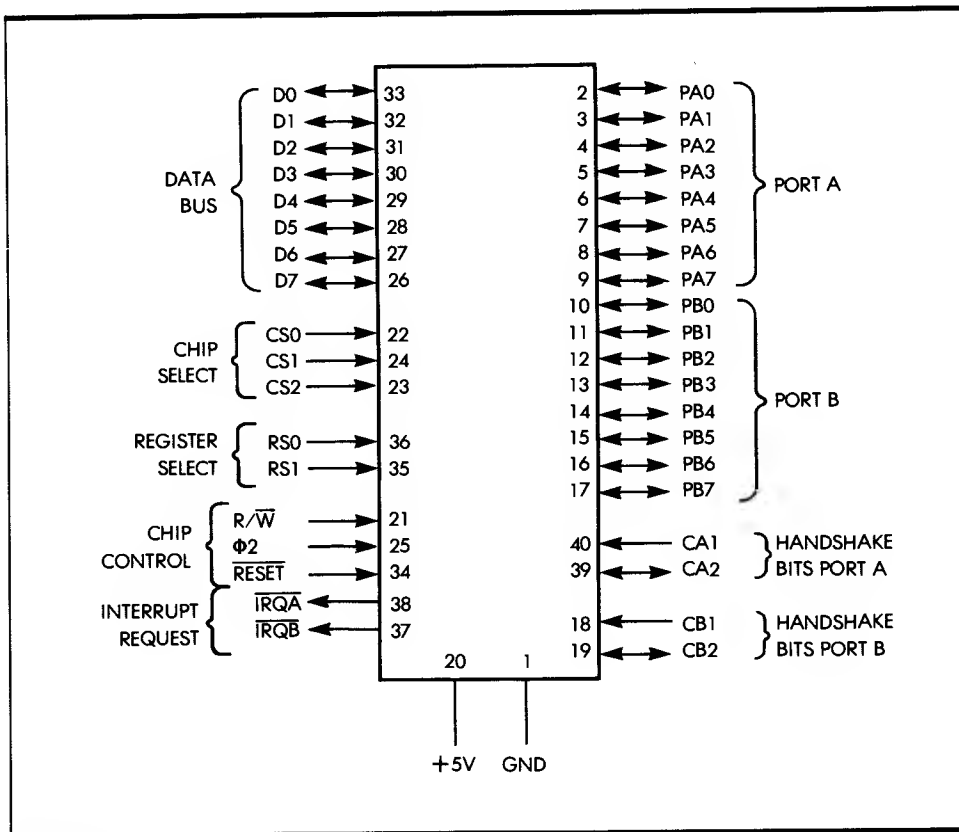 D0 33 2 PA0
D1 32 3 PA1
D2 31 4 PA2
DATA D3 30 5 PA3
BUS D4 29 6 PA4 PORT A
D5 28 7 PA5
D6 27 8 PA6
D7 26 9 PA7
10 PB0
CHIP CS0 22 11 PB1
SELECT CS1 24 12 PB2
CS2 23 13 PB3 PORT B
14 PB4
REGISTER RS0 36 15 PB5
SELECT RS1 35 16 PB6
17 PB7
CHIP R/W̅ 21
CONTROL Φ2 25 40 CA1 HANDSHAKE
R̅E̅S̅E̅T̅ 34 39 CA2 BITS PORT A
INTERRUPT I̅R̅Q̅A̅ 38
REQUEST I̅R̅Q̅B̅ 37 18 CB1 HANDSHAKE
19 CB2 BITS PORT B
20 1
+5V GND